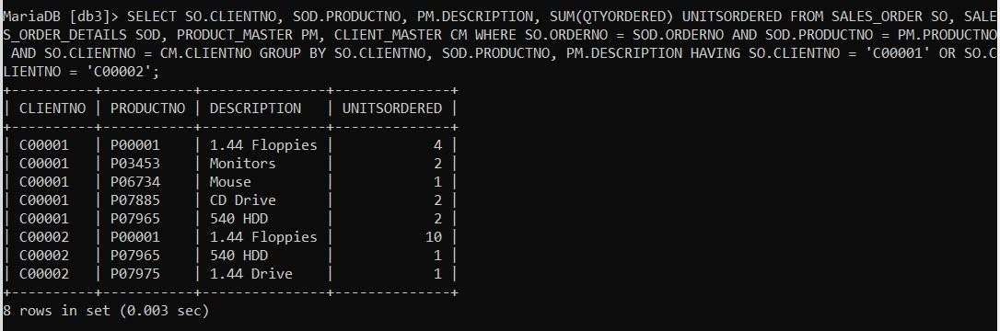 MariaDB [db3]> SELECT SO.CLIENTNO, SOD.PRODUCTNO, PM.DESCRIPTION, SUM(QTYORDERED) UNITSORDERED FROM SALES_ORDER SO, SALE
S_ORDER_DETAILS SOD, PRODUCT_MASTER PM, CLIENT_MASTER CM WHERE SO.ORDERNO = SOD.ORDERNO AND SOD.PRODUCTNO = PM.PRODUCTNO
 AND SO.CLIENTNO = CM.CLIENTNO GROUP BY SO.CLIENTNO, SOD.PRODUCTNO, PM.DESCRIPTION HAVING SO.CLIENTNO = 'C00001' OR SO.C
LIENTNO = 'C00002';
+----------+-----------+---------------+--------------+
| CLIENTNO | PRODUCTNO | DESCRIPTION   | UNITSORDERED |
+----------+-----------+---------------+--------------+
| C00001   | P00001    | 1.44 Floppies |            4 |
| C00001   | P03453    | Monitors      |            2 |
| C00001   | P06734    | Mouse         |            1 |
| C00001   | P07885    | CD Drive      |            2 |
| C00001   | P07965    | 540 HDD       |            2 |
| C00002   | P00001    | 1.44 Floppies |           10 |
| C00002   | P07965    | 540 HDD       |            1 |
| C00002   | P07975    | 1.44 Drive    |            1 |
+----------+-----------+---------------+--------------+
8 rows in set (0.003 sec)